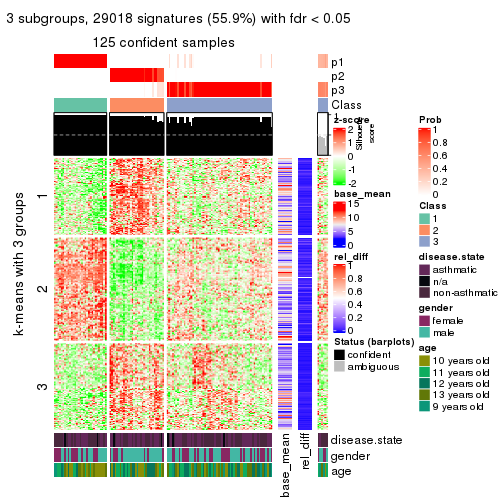 3 subgroups, 29018 signatures (55.9%) with fdr < 0.05
125 confident samples
p1
p2
p3
Class
Silhouette score
k-means with 3 groups
1
2
3
z-score
2
1
0
-1
-2
base_mean
15
10
5
0
rel_diff
1
0.8
0.6
0.4
0.2
0
Status (barplots)
confident
ambiguous
Prob
1
0.8
0.6
0.4
0.2
0
Class
1
2
3
disease.state
asthmatic
n/a
non-asthmatic
gender
female
male
age
10 years old
11 years old
12 years old
13 years old
9 years old
disease.state
gender
age
base_mean
rel_diff